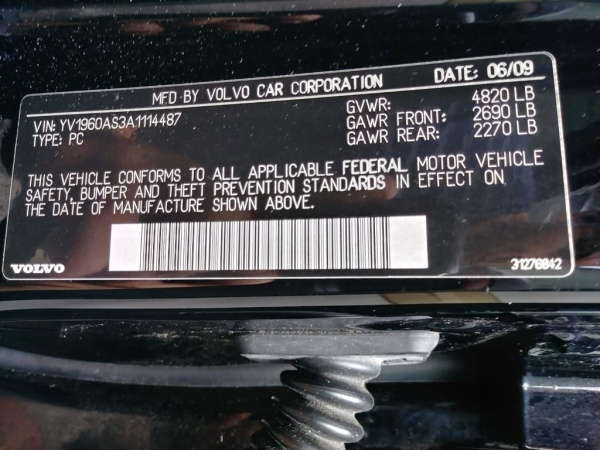 MFD BY VOLVO CAR CORPORATION DATE: 06/09
VIN: YV1960AS3A1114487 GVWR: 4820 LB
TYPE: PC GAWR FRONT: 2690 LB
GAWR REAR: 2270 LB
THIS VEHICLE CONFORMS TO ALL APPLICABLE FEDERAL MOTOR VEHICLE
SAFETY, BUMPER AND THEFT PREVENTION STANDARDS IN EFFECT ON
THE DATE OF MANUFACTURE SHOWN ABOVE.
VOLVO 31276842